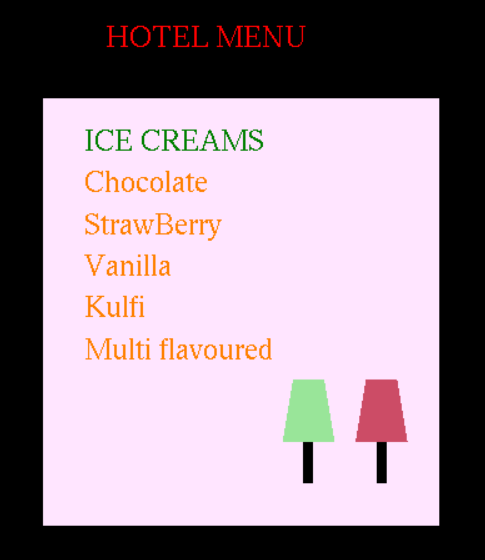 HOTEL MENU
ICE CREAMS
Chocolate
StrawBerry
Vanilla
Kulfi
Multi flavoured